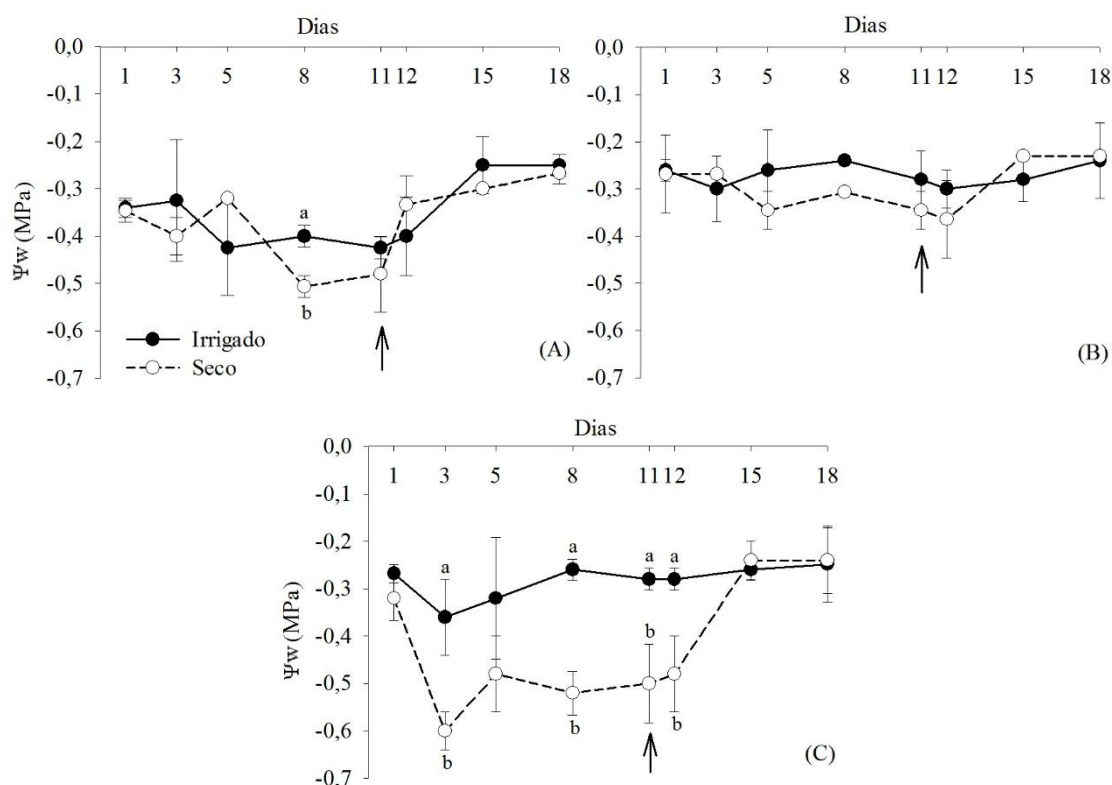 Dias
0,0
1 3 5 8 11 12 15 18
-0,1
-0,2
-0,3
-0,4
-0,5
-0,6
-0,7
Ψw (MPa)
a
b
Irrigado
Seco
(A)
Dias
0,0
1 3 5 8 11 12 15 18
-0,1
-0,2
-0,3
-0,4
-0,5
-0,6
-0,7
(B)
Dias
0,0
1 3 5 8 11 12 15 18
-0,1
-0,2
-0,3
-0,4
-0,5
-0,6
-0,7
Ψw (MPa)
a a a a
b
b b b
(C)